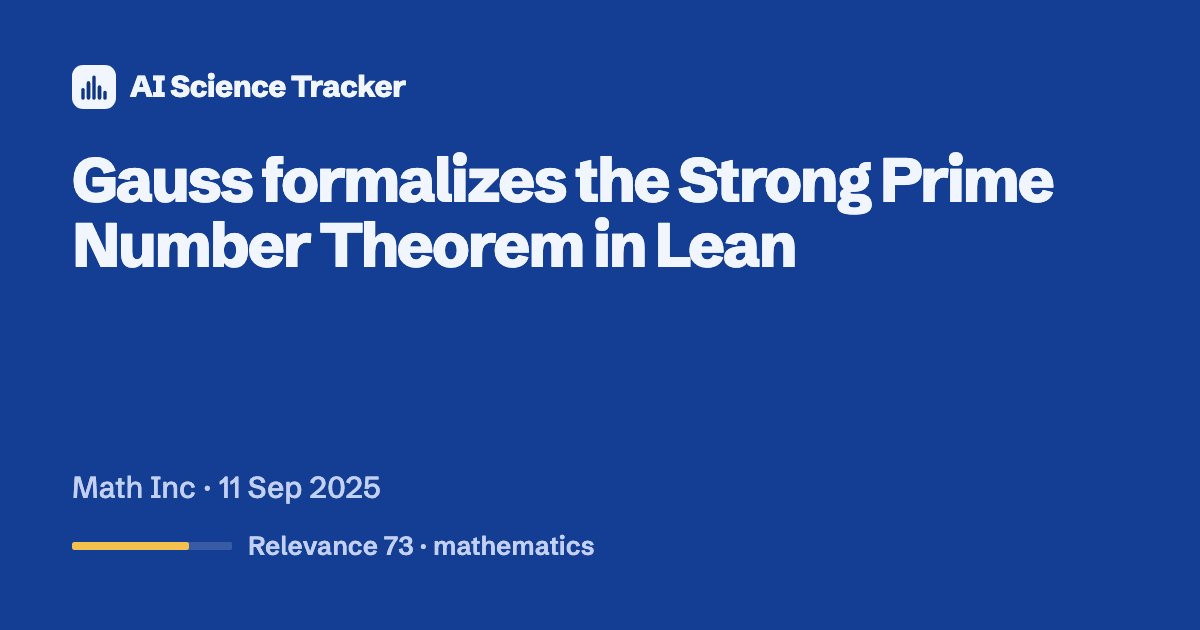 AI Science Tracker
Gauss formalizes the Strong Prime
Number Theorem in Lean
Math Inc · 11 Sep 2025
Relevance 73 · mathematics